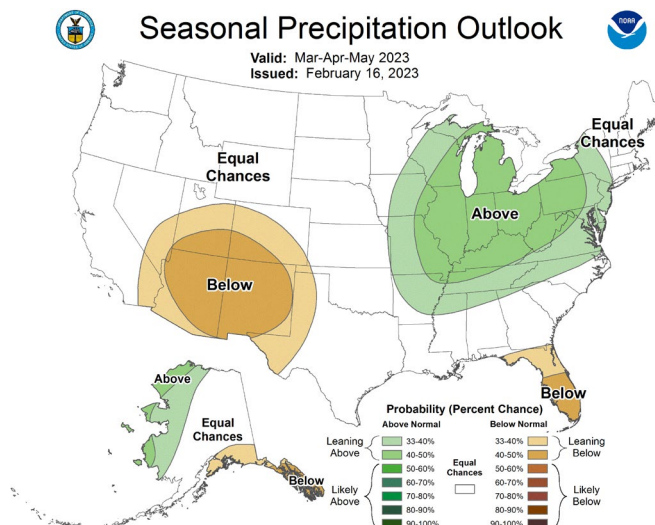 Seasonal Precipitation Outlook
NOAA
Valid: Mar-Apr-May 2023
Issued: February 16, 2023
Equal
Chances
Equal
Chances
Above
Below
Above
Equal
Chances
Below
Below
Probability (Percent Chance)
Above Normal
Below Normal
Leaning
Above
33-40%
40-50%
Likely
Above
50-60%
60-70%
70-80%
80-90%
90-100%
Equal
Chances
33-40%
40-50%
Leaning
Below
50-60%
60-70%
70-80%
80-90%
90-100%
Likely
Below